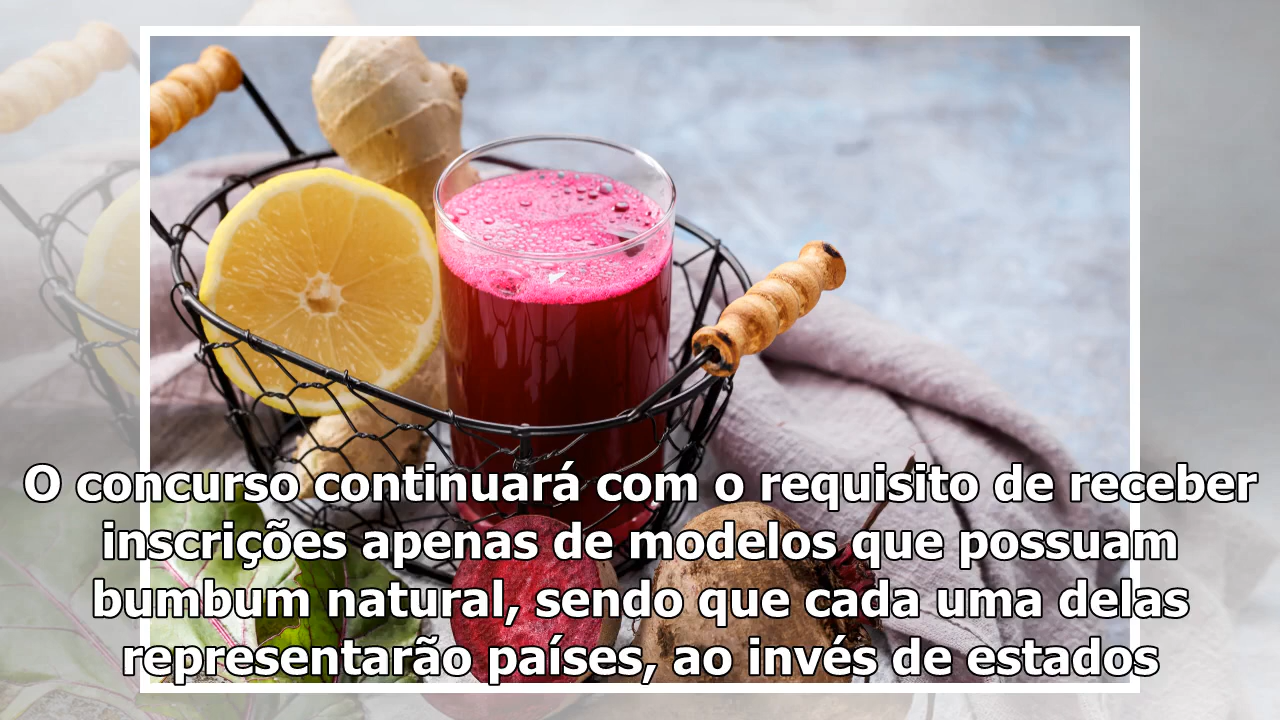 O concurso continuará com o requisito de receber
inscrições apenas de modelos que possuam
bumbum natural, sendo que cada uma delas
representarão países, ao invés de estados